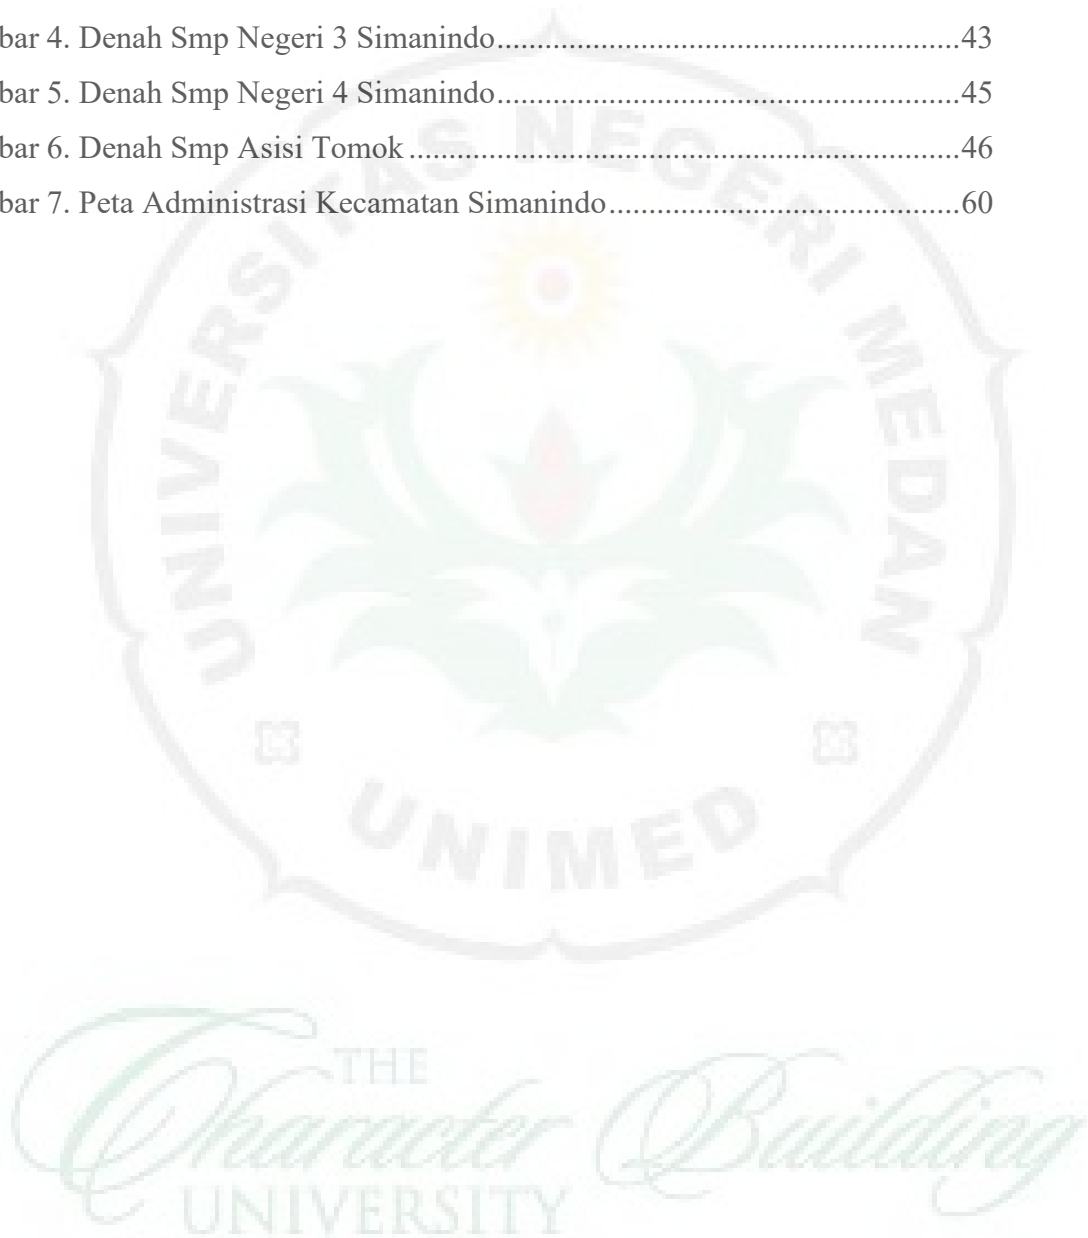 bar 4. Denah Smp Negeri 3 Simanindo..........................................................43
bar 5. Denah Smp Negeri 4 Simanindo..........................................................45
bar 6. Denah Smp Asisi Tomok .....................................................................46
bar 7. Peta Administrasi Kecamatan Simanindo............................................60
UNIVERSITAS NEGERI MEDAN
UNIMED
THE
Character Building
UNIVERSITY